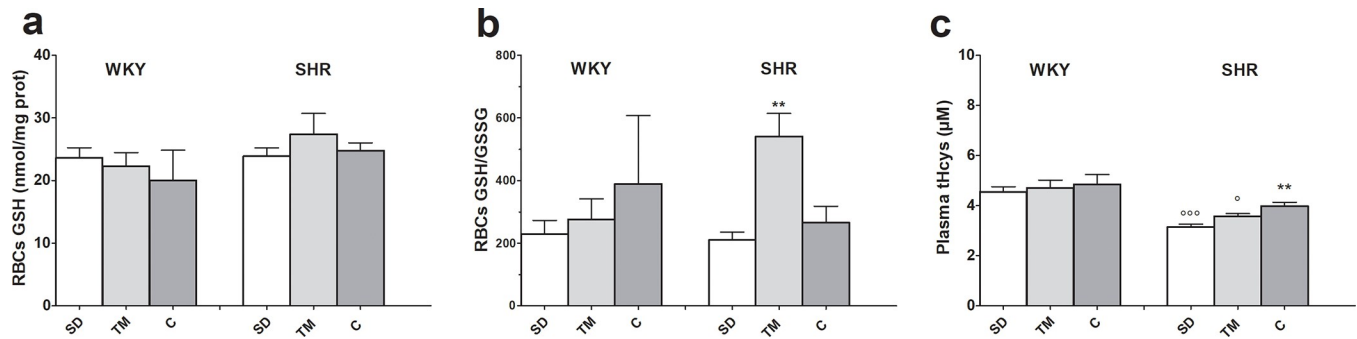 a
RBCs GSH (nmol/mg prot)
40
30
20
10
0
WKY
SHR
SD
TM
C
SD
TM
C
b
RBCs GSH/GSSG
800
600
400
200
0
WKY
SHR
**
SD
TM
C
SD
TM
C
c
Plasma tHcys (µM)
10
8
6
4
2
0
WKY
SHR
°°°
°
**
SD
TM
C
SD
TM
C